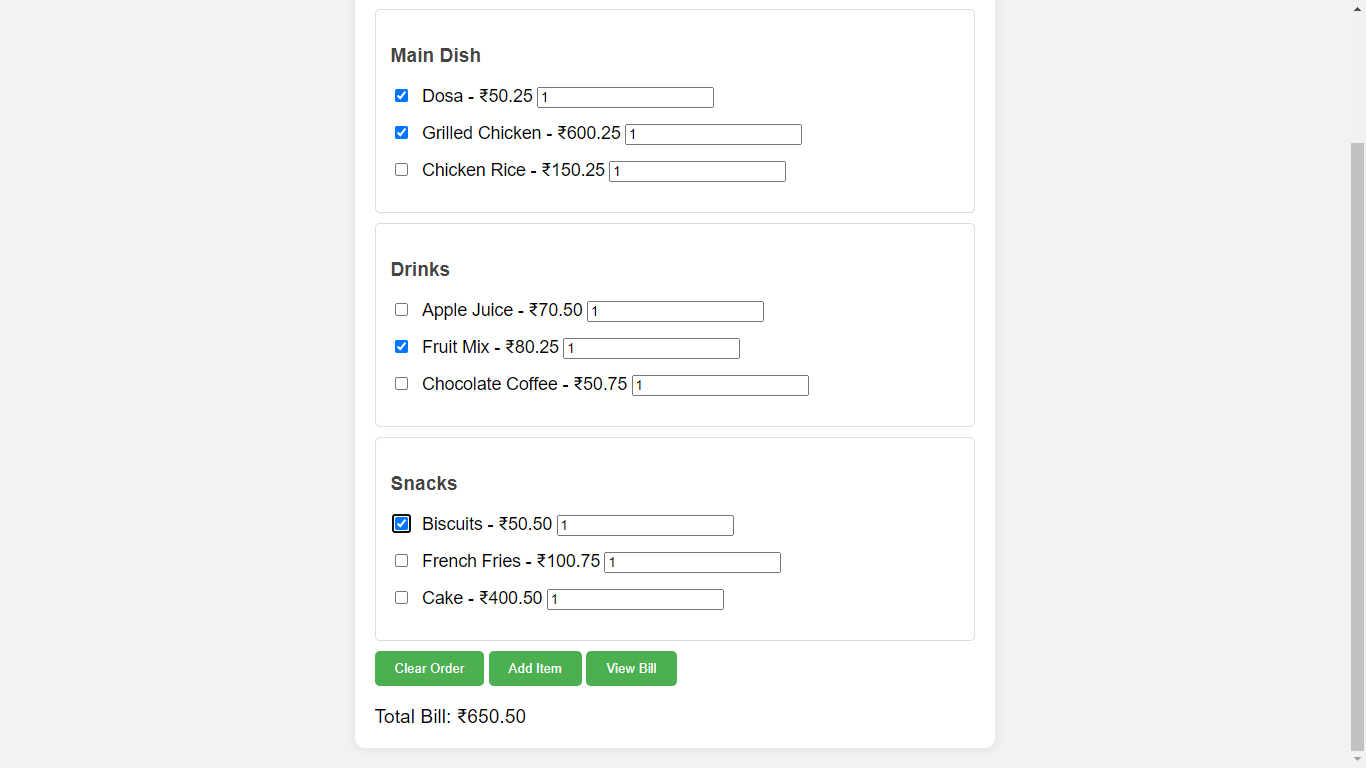 Main Dish
Dosa - ₹50.25 1
Grilled Chicken - ₹600.25 1
Chicken Rice - ₹150.25 1
Drinks
Apple Juice - ₹70.50 1
Fruit Mix - ₹80.25 1
Chocolate Coffee - ₹50.75 1
Snacks
Biscuits - ₹50.50 1
French Fries - ₹100.75 1
Cake - ₹400.50 1
Clear Order Add Item View Bill
Total Bill: ₹650.50